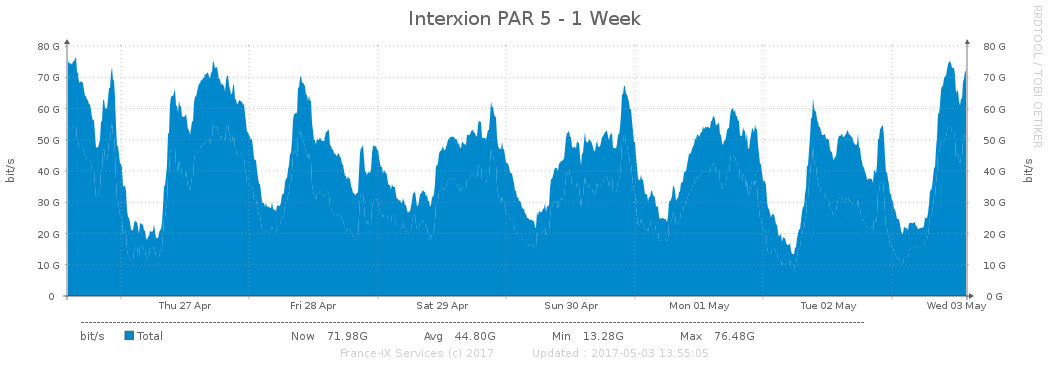 Interxion PAR 5 - 1 Week
RRDTOOL / TOBI OETIKER
bit/s
bit/s
80 G 80 G
70 G 70 G
60 G 60 G
50 G 50 G
40 G 40 G
30 G 30 G
20 G 20 G
10 G 10 G
0 0 G
Thu 27 Apr Fri 28 Apr Sat 29 Apr Sun 30 Apr Mon 01 May Tue 02 May Wed 03 May
bit/s Total Now 71.98G Avg 44.80G Min 13.28G Max 76.48G
France-IX Services (c) 2017 Updated : 2017-05-03 13:55:05